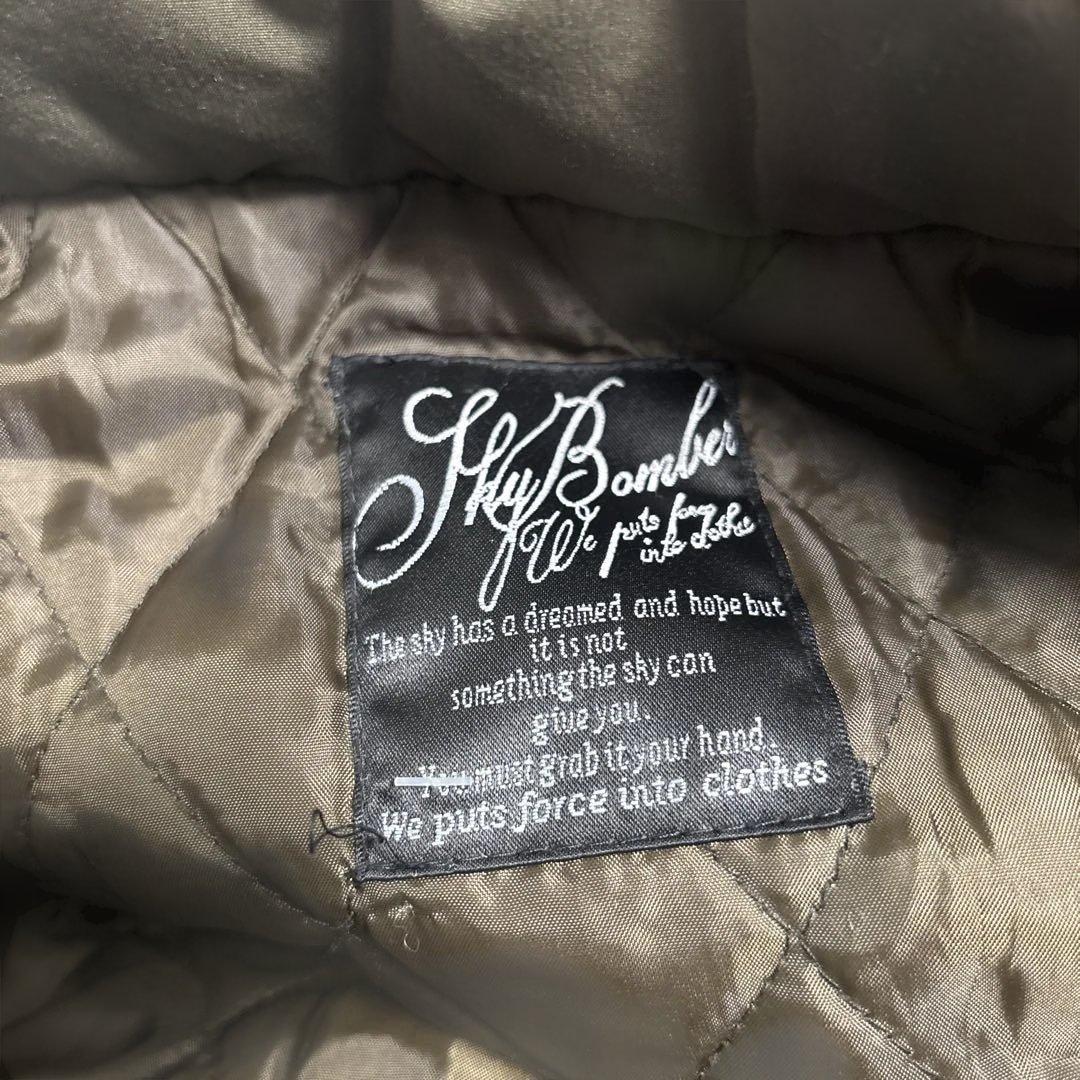 Sky Bomber
We puts force
into clothes
The sky has a dreamed and hope but
it is not
something the sky can
give you.
You must grab it your hand.
We puts force into clothes